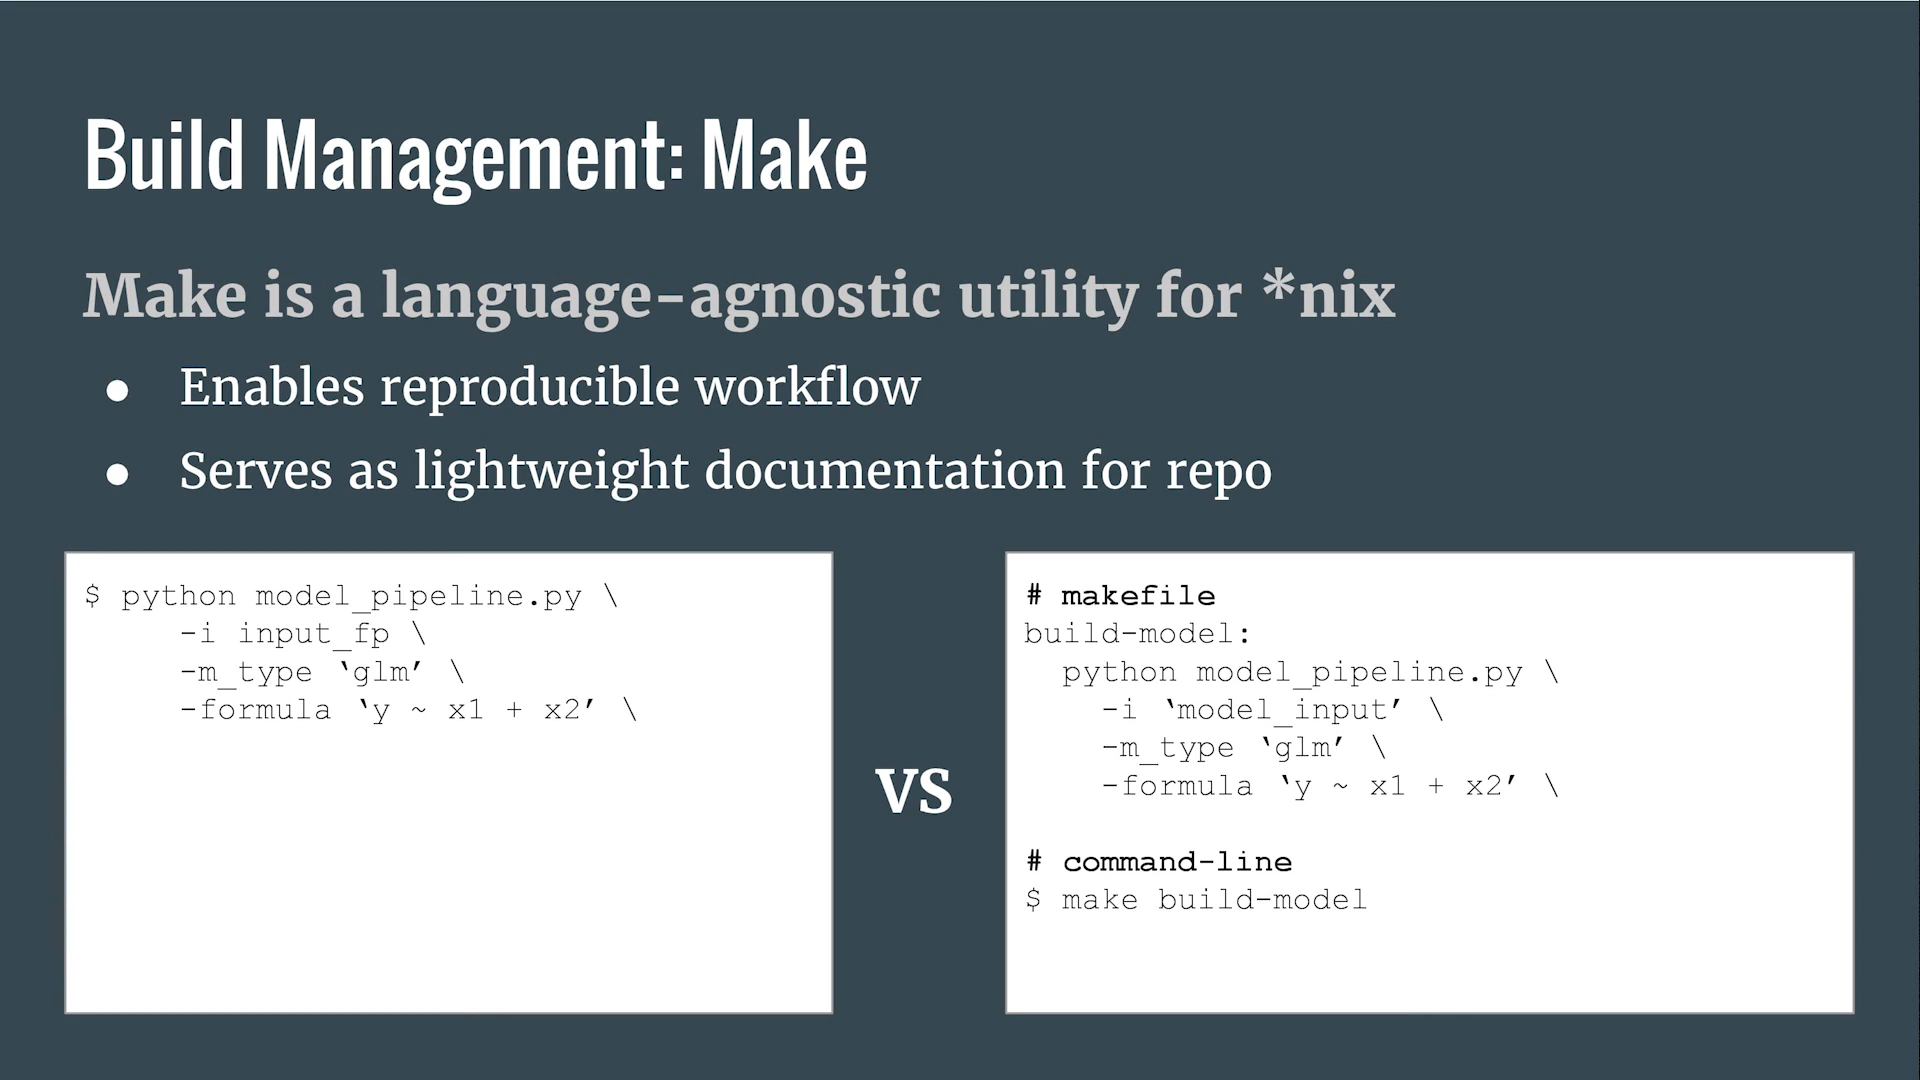 Build Management: Make
Make is a language-agnostic utility for *nix
● Enables reproducible workflow
● Serves as lightweight documentation for repo
$ python model_pipeline.py \
-i input_fp \
-m_type ‘glm’ \
-formula ‘y ~ x1 + x2’ \
vs
# makefile
build-model:
python model_pipeline.py \
-i ‘model_input’ \
-m_type ‘glm’ \
-formula ‘y ~ x1 + x2’ \
# command-line
$ make build-model